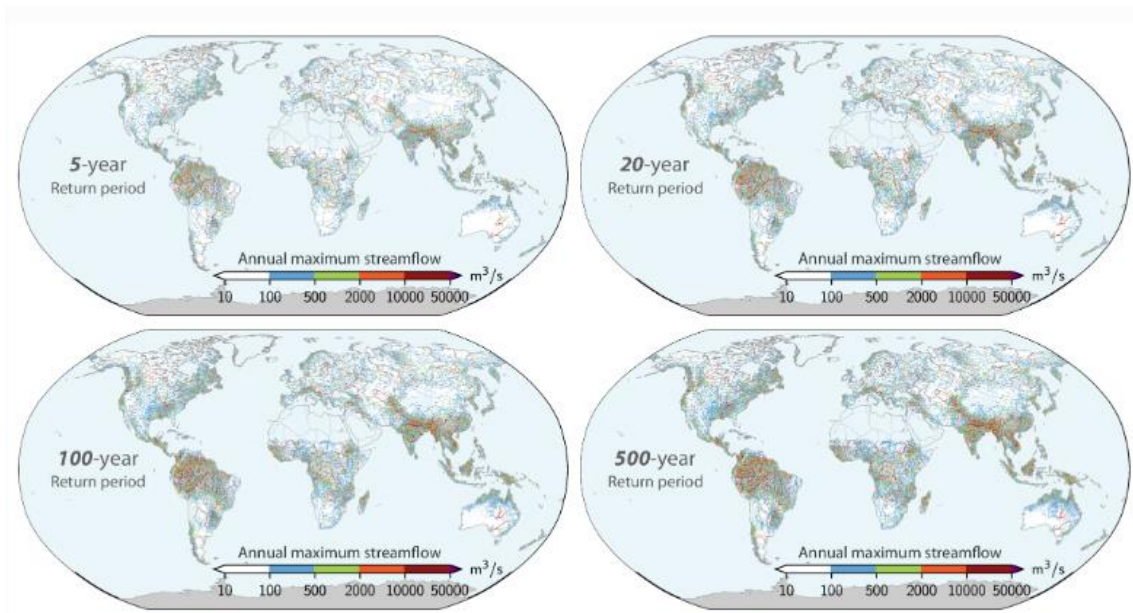 5-year
Return period
Annual maximum streamflow
m³/s
10 100 500 2000 10000 50000
20-year
Return period
Annual maximum streamflow
m³/s
10 100 500 2000 10000 50000
100-year
Return period
Annual maximum streamflow
m³/s
10 100 500 2000 10000 50000
500-year
Return period
Annual maximum streamflow
m³/s
10 100 500 2000 10000 50000